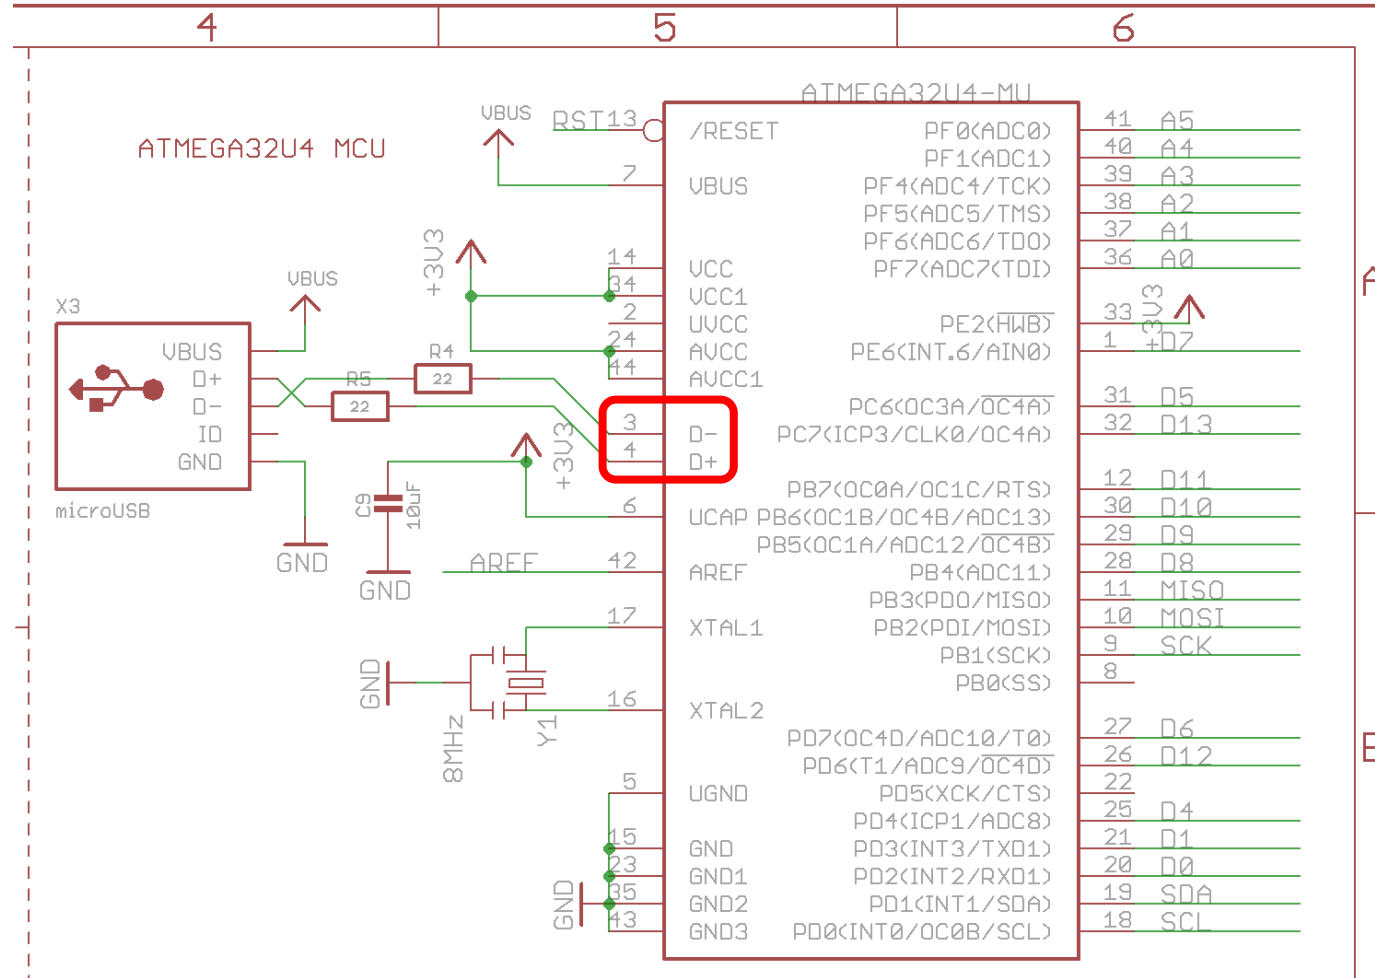 4 5 6
ATMEGA32U4-MU
ATMEGA32U4 MCU
VBUS
RST 13 /RESET PF0(ADC0) 41 A5
PF1(ADC1) 40 A4
7 VBUS PF4(ADC4/TCK) 39 A3
PF5(ADC5/TMS) 38 A2
PF6(ADC6/TDO) 37 A1
+3V3
14 VCC PF7(ADC7(TDI) 36 A0
34 VCC1
2 UVCC PE2(HWB) 33 +3V3
24 AVCC PE6(INT.6/AIN0) 1 D7
44 AVCC1
X3
VBUS
VBUS
D+
D-
ID
GND
microUSB
R4
22
R5
22
GND
PC6(OC3A/OC4A) 31 D5
3 D- PC7(ICP3/CLK0/OC4A) 32 D13
4 D+
+3V3
C9
10uF
GND
PB7(OC0A/OC1C/RTS) 12 D11
6 UCAP PB6(OC1B/OC4B/ADC13) 30 D10
PB5(OC1A/ADC12/OC4B) 29 D9
AREF 42 AREF PB4(ADC11) 28 D8
PB3(PDO/MISO) 11 MISO
17 XTAL1 PB2(PDI/MOSI) 10 MOSI
PB1(SCK) 9 SCK
PB0(SS) 8
GND
8MHz
Y1
16 XTAL2
PD7(OC4D/ADC10/T0) 27 D6
PD6(T1/ADC9/OC4D) 26 D12
5 UGND PD5(XCK/CTS) 22
PD4(ICP1/ADC8) 25 D4
15 GND PD3(INT3/TXD1) 21 D1
23 GND1 PD2(INT2/RXD1) 20 D0
GND
35 GND2 PD1(INT1/SDA) 19 SDA
43 GND3 PD0(INT0/OC0B/SCL) 18 SCL
A